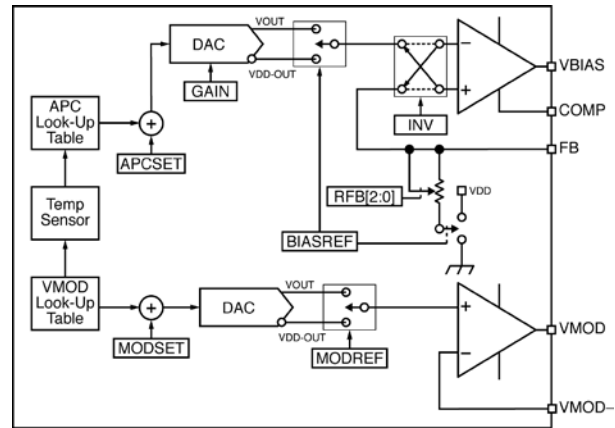 VOUT
DAC
VDD-OUT
GAIN
APC
Look-Up
Table
APCSET
INV
VBIAS
COMP
FB
Temp
Sensor
RFB[2:0]
VDD
BIASREF
VMOD
Look-Up
Table
MODSET
VOUT
DAC
VDD-OUT
MODREF
VMOD
VMOD–
+
+
−
+
+
−